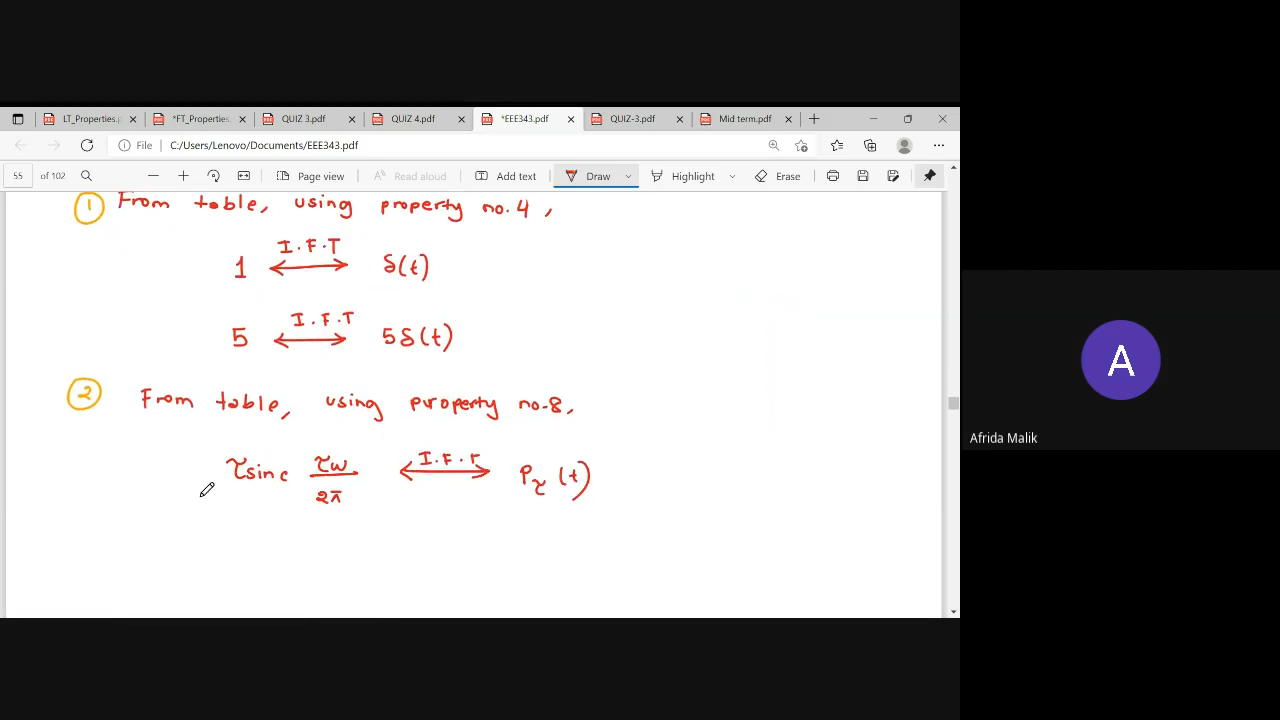 LT_Properties.p
*FT_Properties.
QUIZ 3.pdf
QUIZ 4.pdf
*EEE343.pdf
QUIZ-3.pdf
Mid term.pdf
File
C:/Users/Lenovo/Documents/EEE343.pdf
55 of 102
Page view
Read aloud
Add text
Draw
Highlight
Erase
1 From table, using property no.4,
I.F.T
1 ⟷ δ(t)
I.F.T
5 ⟷ 5δ(t)
2 From table, using property no.8,
τsinc τω/2π ⟷ I.F.T Pτ(t)
A
Afrida Malik